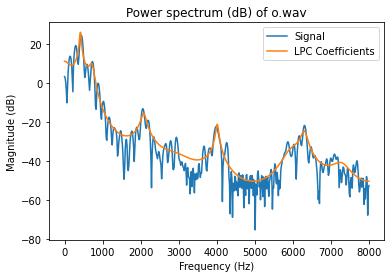 Power spectrum (dB) of o.wav
Signal
LPC Coefficients
Magnitude (dB)
20
0
−20
−40
−60
−80
0 1000 2000 3000 4000 5000 6000 7000 8000
Frequency (Hz)